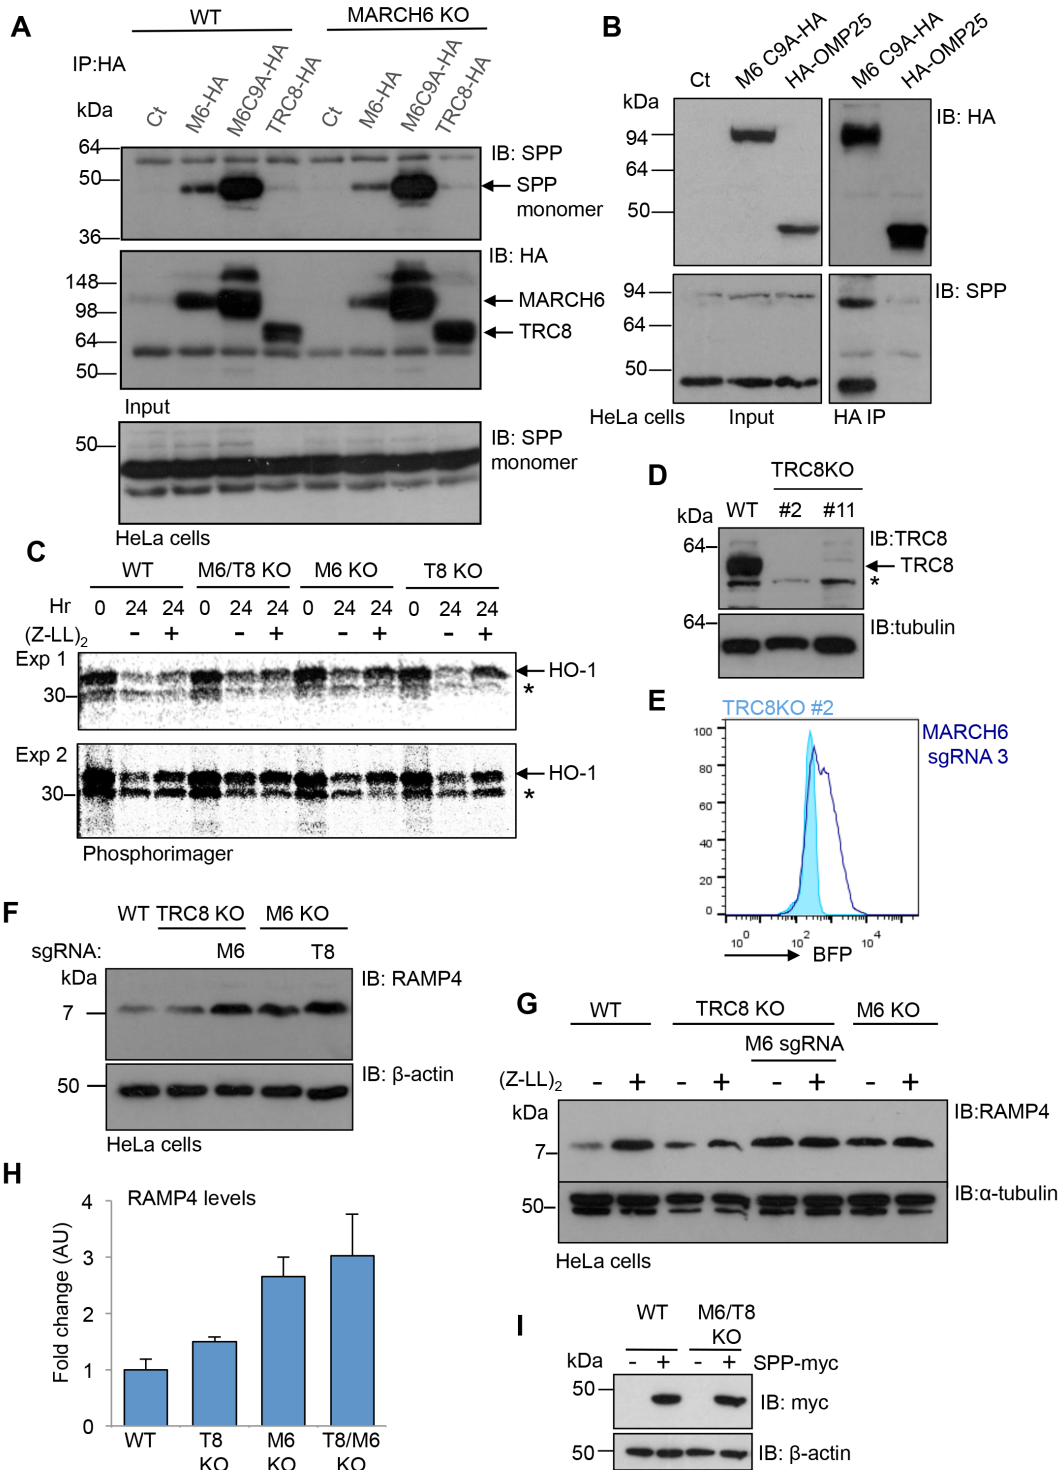 A
WT
MARCH6 KO
IP:HA
kDa
Ct
M6-HA
M6C9A-HA
TRC8-HA
Ct
M6-HA
M6C9A-HA
TRC8-HA
64
50
36
IB: SPP
SPP
monomer
IB: HA
148
98
64
50
MARCH6
TRC8
Input
50
IB: SPP
monomer
HeLa cells
B
Ct
M6 C9A-HA
HA-OMP25
M6 C9A-HA
HA-OMP25
kDa
94
64
50
IB: HA
94
64
50
IB: SPP
HeLa cells
Input
HA IP
C
WT
M6/T8 KO
M6 KO
T8 KO
Hr
0 24 24 0 24 24 0 24 24 0 24 24
(Z-LL)2
- + - + - + - +
Exp 1
30
HO-1
*
Exp 2
30
HO-1
*
Phosphorimager
D
TRC8KO
kDa
WT
#2
#11
64
IB:TRC8
TRC8
*
64
IB:tubulin
E
TRC8KO #2
MARCH6
sgRNA 3
100
80
60
40
20
0
10^0
10^2
10^4
BFP
F
WT TRC8 KO M6 KO
sgRNA: M6 T8
kDa
7
IB: RAMP4
50
IB: β-actin
HeLa cells
G
WT
TRC8 KO
M6 KO
M6 sgRNA
(Z-LL)2
- + - + - + - +
kDa
7
IB:RAMP4
50
IB:α-tubulin
HeLa cells
H
RAMP4 levels
Fold change (AU)
4
3
2
1
0
WT
T8
KO
M6
KO
T8/M6
KO
I
WT
M6/T8
KO
kDa
- + - + SPP-myc
50
IB: myc
50
IB: β-actin